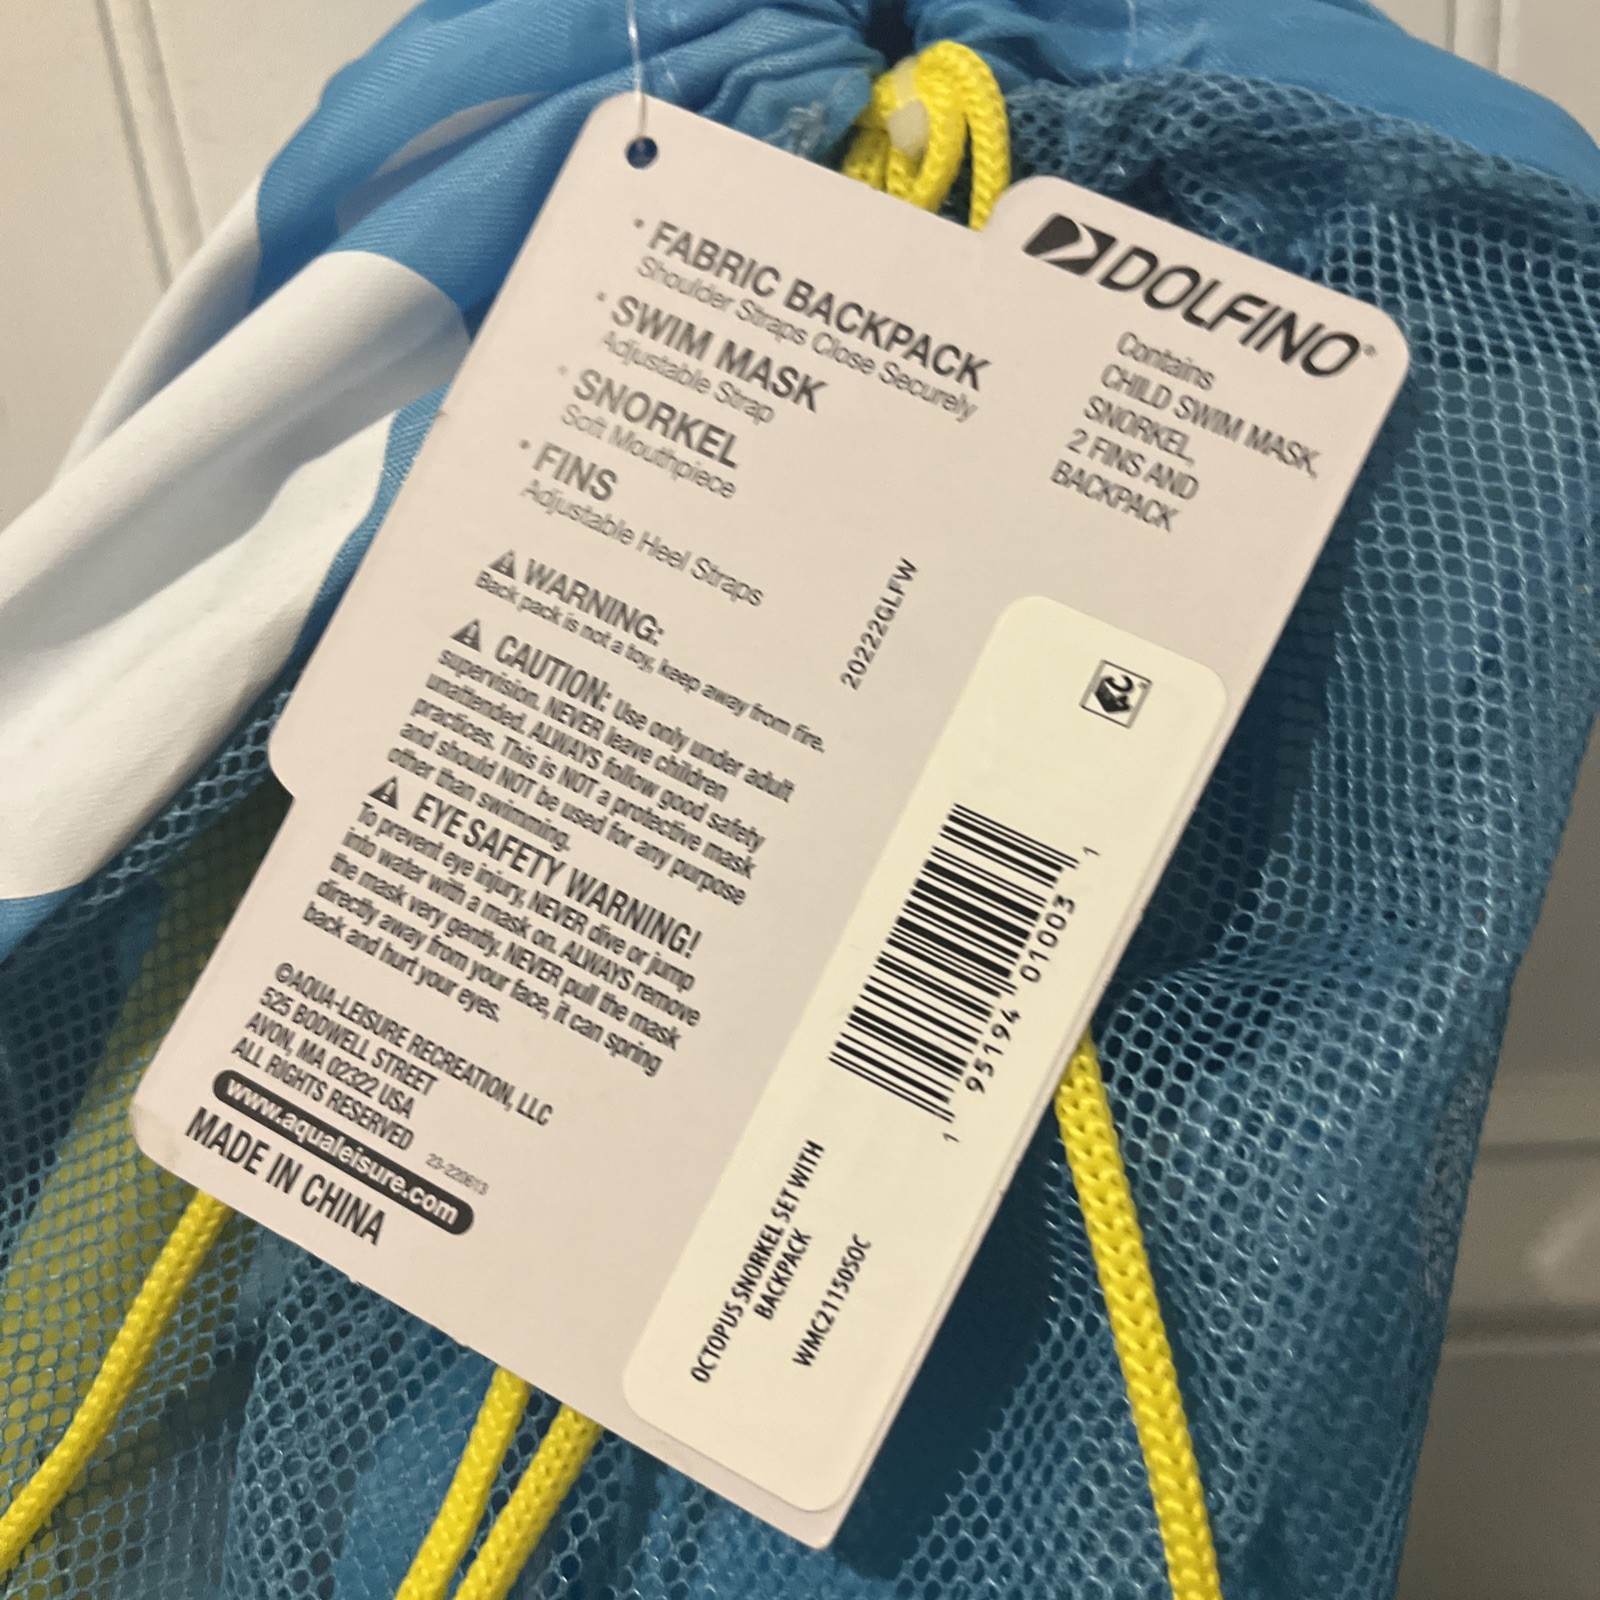 • FABRIC BACKPACK
Shoulder Straps Close Securely
• SWIM MASK
Adjustable Strap
• SNORKEL
Soft Mouthpiece
• FINS
Adjustable Heel Straps
⚠ WARNING:
Back pack is not a toy, keep away from fire.
⚠ CAUTION: Use only under adult
supervision. NEVER leave children
unattended. ALWAYS follow good safety
practices. This is NOT a protective mask
and should NOT be used for any purpose
other than swimming.
⚠ EYE SAFETY WARNING!
To prevent eye injury, NEVER dive or jump
into water with a mask on. ALWAYS remove
the mask very gently. NEVER pull the mask
directly away from your face, it can spring
back and hurt your eyes.
©AQUA-LEISURE RECREATION, LLC
525 BODWELL STREET
AVON, MA 02322 USA
ALL RIGHTS RESERVED
www.aqualeisure.com
23-220613
MADE IN CHINA
DOLFINO®
Contains
CHILD SWIM MASK,
SNORKEL,
2 FINS AND
BACKPACK
20222GLFW
1 95194 01003 1
OCTOPUS SNORKEL SET WITH
BACKPACK
WMC211505OC